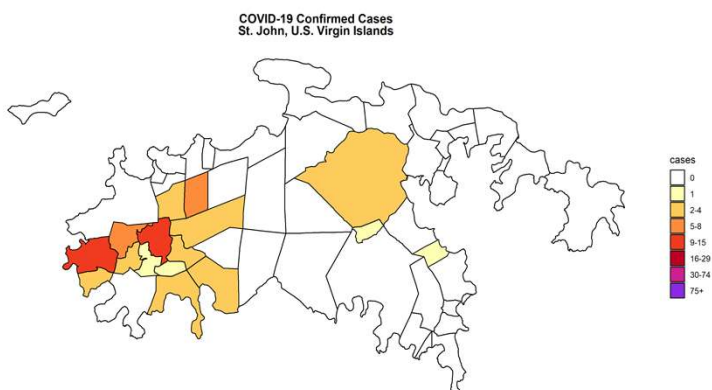 COVID-19 Confirmed Cases
St. John, U.S. Virgin Islands
cases
0
1
2-4
5-8
9-15
16-29
30-74
75+